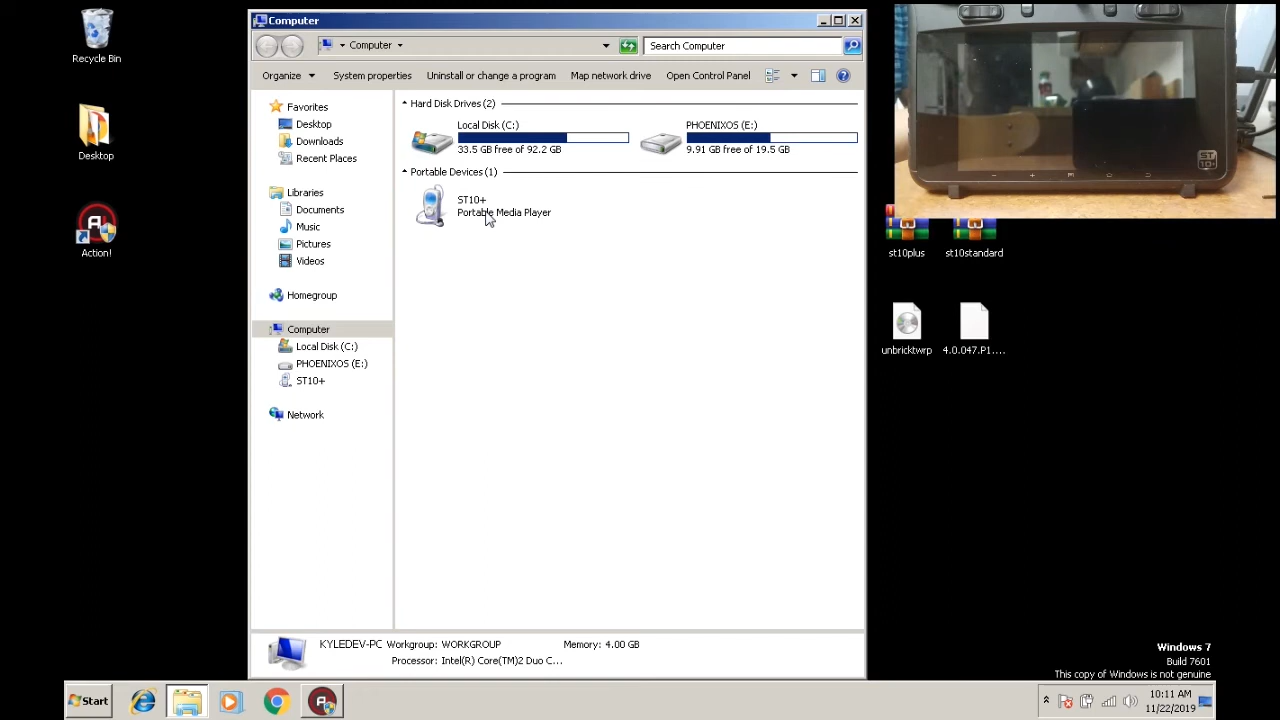 Recycle Bin
Desktop
Action!
Computer
Computer
Search Computer
Organize
System properties
Uninstall or change a program
Map network drive
Open Control Panel
Favorites
Desktop
Downloads
Recent Places
Libraries
Documents
Music
Pictures
Videos
Homegroup
Computer
Local Disk (C:)
PHOENIXOS (E:)
ST10+
Network
Hard Disk Drives (2)
Local Disk (C:)
33.5 GB free of 92.2 GB
PHOENIXOS (E:)
9.91 GB free of 19.5 GB
Portable Devices (1)
ST10+
Portable Media Player
KYLEDEV-PC Workgroup: WORKGROUP Memory: 4.00 GB
Processor: Intel(R) Core(TM)2 Duo C...
ST
10+
st10plus
st10standard
unbricktwrp
4.0.047.P1....
Windows 7
Build 7601
This copy of Windows is not genuine
Start
10:11 AM
11/22/2019